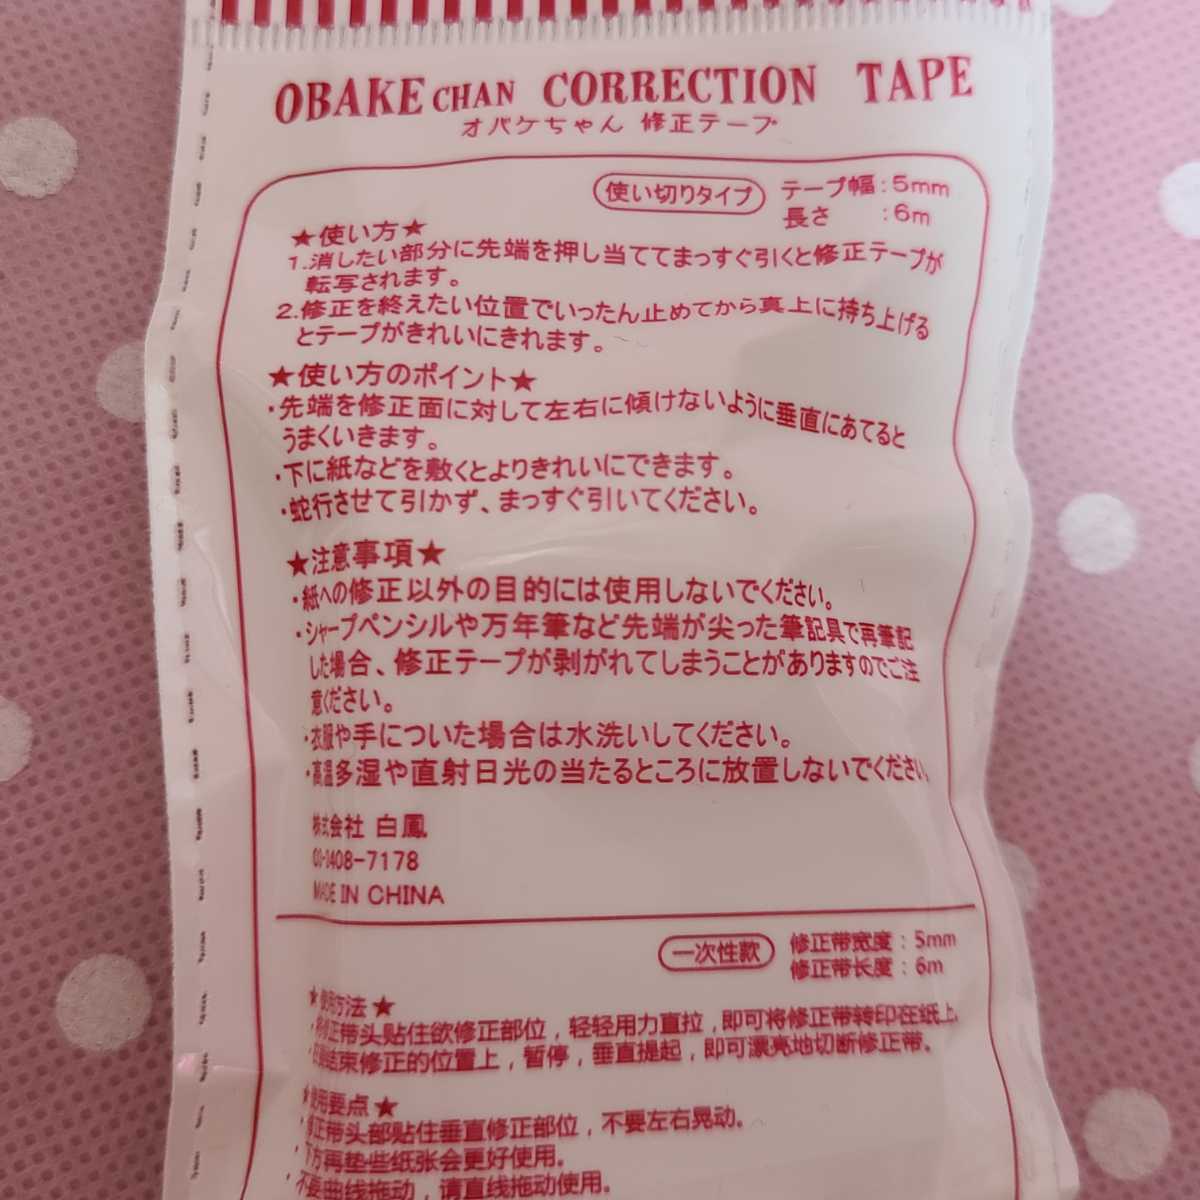 OBAKE CHAN CORRECTION TAPE
オバケちゃん 修正テープ
使い切りタイプ テープ幅:5mm
長さ :6m
★使い方★
1.消したい部分に先端を押し当ててまっすぐ引くと修正テープが
転写されます。
2.修正を終えたい位置でいったん止めてから真上に持ち上げる
とテープがきれいにきれます。
★使い方のポイント★
・先端を修正面に対して左右に傾けないように垂直にあてると
うまくいきます。
・下に紙などを敷くとよりきれいにできます。
・蛇行させて引かず、まっすぐ引いてください。
★注意事項★
・紙への修正以外の目的には使用しないでください。
・シャープペンシルや万年筆など先端が尖った筆記具で再筆記
した場合、修正テープが剥がれてしまうことがありますのでご注
意ください。
・衣服や手についた場合は水洗いしてください。
・高温多湿や直射日光の当たるところに放置しないでください。
株式会社 白鳳
0408-7178
MADE IN CHINA
一次性款 修正带宽度:5mm
修正带长度:6m
★使用方法★
修正带头贴住欲修正部位,轻轻用力直拉,即可将修正带转印在纸上
结束修正的位置上,暂停,垂直提起,即可漂亮地切断修正带。
★使用要点★
修正带头部贴住垂直修正部位,不要左右晃动。
下方再垫些纸张会更好使用。
・不要曲线拖动,请直线拖动使用。